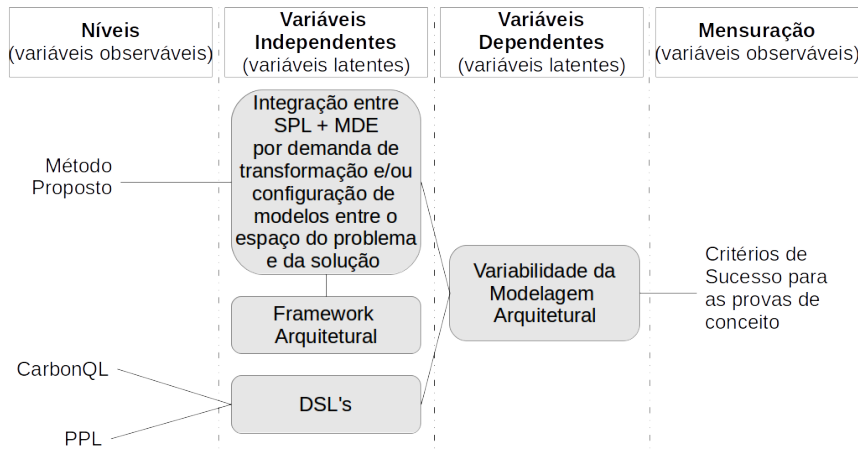 Níveis
(variáveis observáveis)
Variáveis
Independentes
(variáveis latentes)
Variáveis
Dependentes
(variáveis latentes)
Mensuração
(variáveis observáveis)
Método
Proposto
Integração entre
SPL + MDE
por demanda de
transformação e/ou
configuração de
modelos entre o
espaço do problema
e da solução
Framework
Arquitetural
CarbonQL
PPL
DSL's
Variabilidade da
Modelagem
Arquitetural
Critérios de
Sucesso para
as provas de
conceito